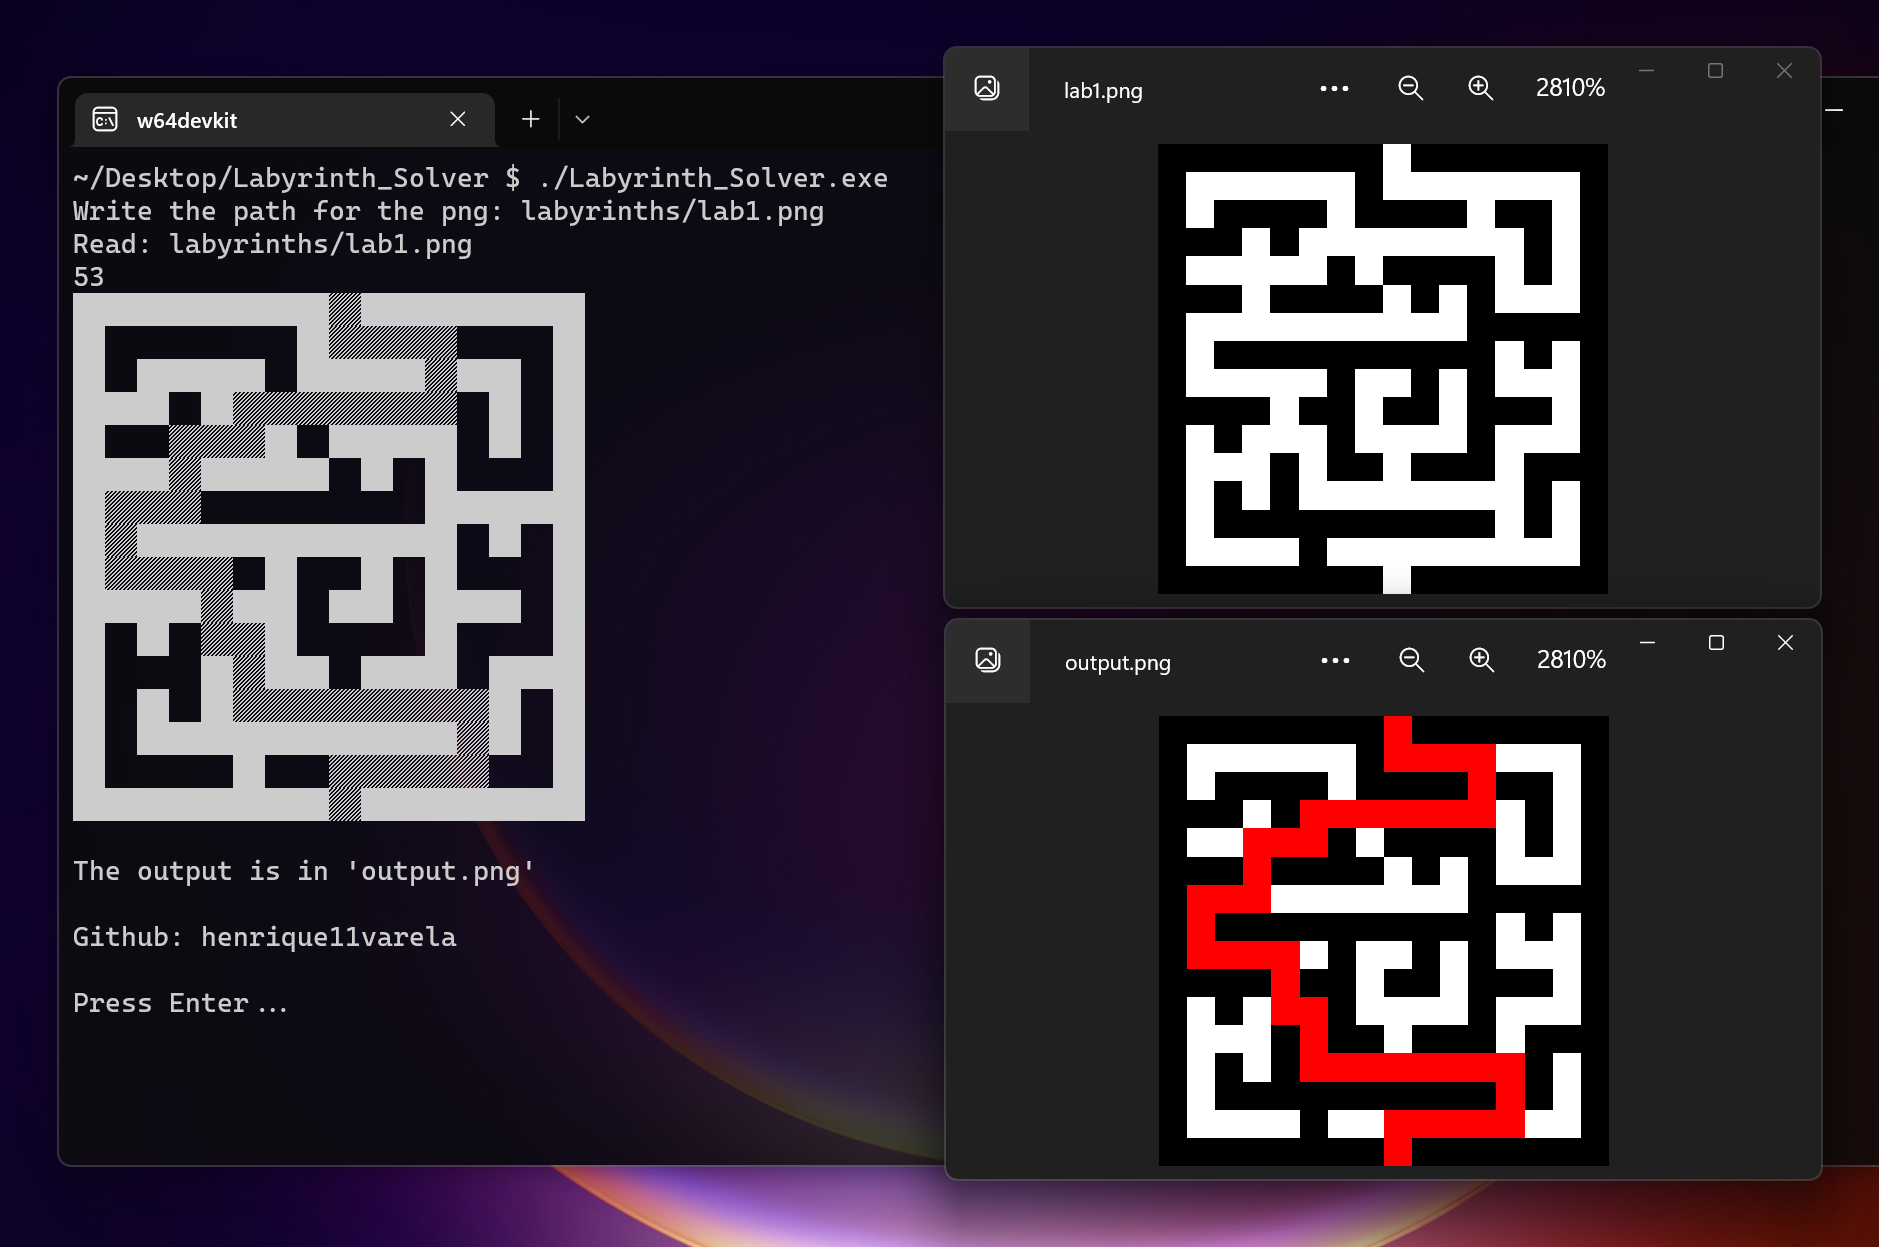 w64devkit
~/Desktop/Labyrinth_Solver $ ./Labyrinth_Solver.exe
Write the path for the png: labyrinths/lab1.png
Read: labyrinths/lab1.png
53
The output is in 'output.png'
Github: henrique11varela
Press Enter...
lab1.png
2810%
output.png
2810%